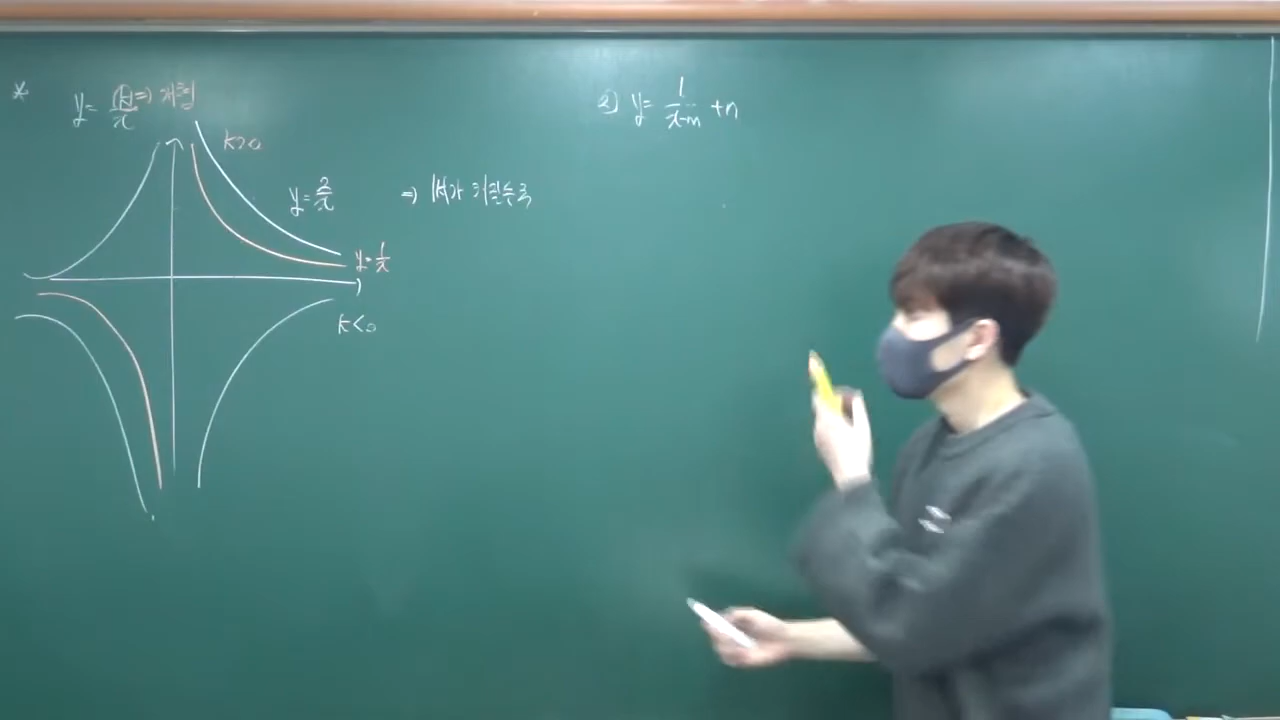 * y= k/x ⇒ 개형
k>0
y= 2/x
⇒ |k|가 커질수록
y= 1/x
k<0
2) y= 1/(x-m) +n